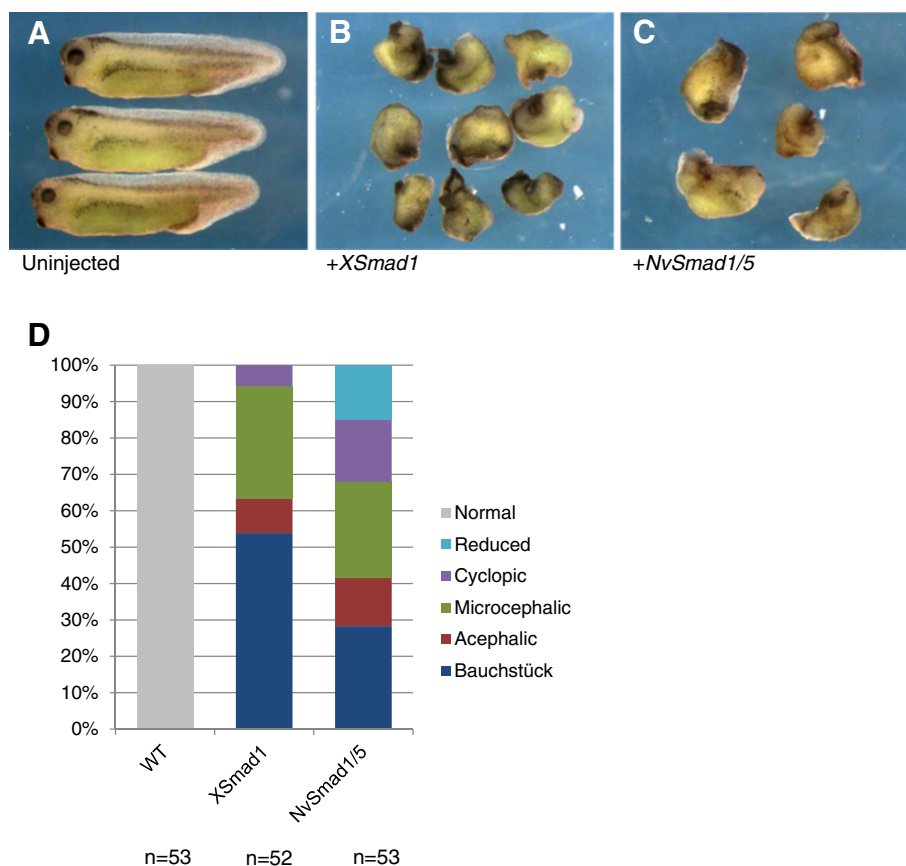 A
B
C
Uninjected
+XSmad1
+NvSmad1/5
D
100%
90%
80%
70%
60%
50%
40%
30%
20%
10%
0%
Normal
Reduced
Cyclopic
Microcephalic
Acephalic
Bauchstück
WT
XSmad1
NvSmad1/5
n=53
n=52
n=53